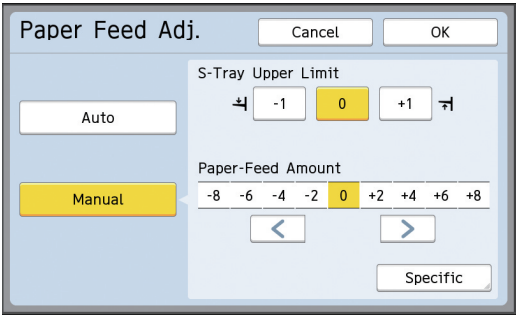 Paper Feed Adj.
Cancel
OK
S-Tray Upper Limit
-1 0 +1
Auto
Paper-Feed Amount
Manual
-8 -6 -4 -2 0 +2 +4 +6 +8
< >
Specific